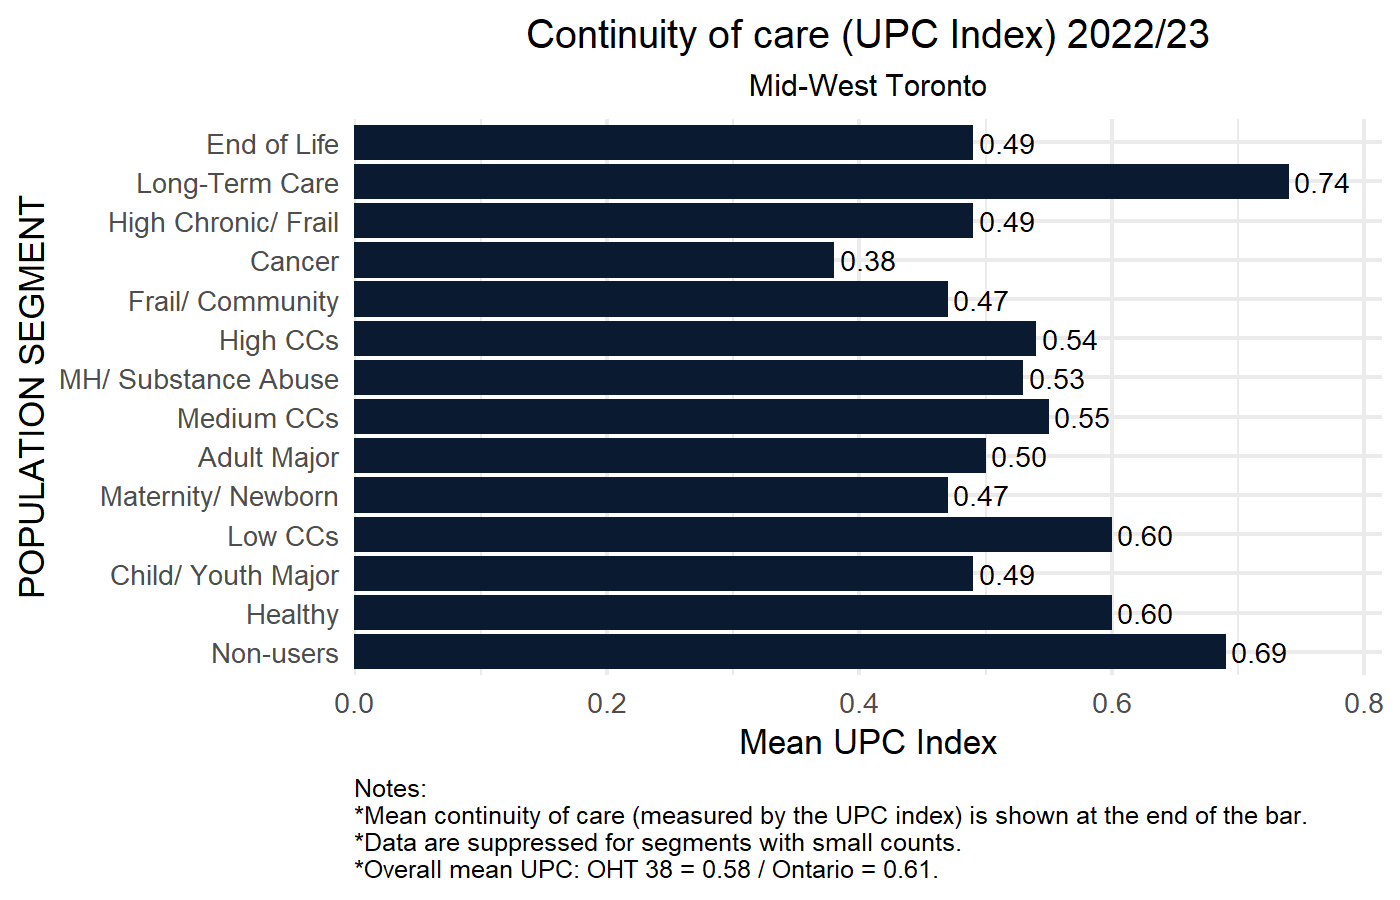 Continuity of care (UPC Index) 2022/23
Mid-West Toronto
POPULATION SEGMENT
End of Life 0.49
Long-Term Care 0.74
High Chronic/ Frail 0.49
Cancer 0.38
Frail/ Community 0.47
High CCs 0.54
MH/ Substance Abuse 0.53
Medium CCs 0.55
Adult Major 0.50
Maternity/ Newborn 0.47
Low CCs 0.60
Child/ Youth Major 0.49
Healthy 0.60
Non-users 0.69
0.0 0.2 0.4 0.6 0.8
Mean UPC Index
Notes:
*Mean continuity of care (measured by the UPC index) is shown at the end of the bar.
*Data are suppressed for segments with small counts.
*Overall mean UPC: OHT 38 = 0.58 / Ontario = 0.61.